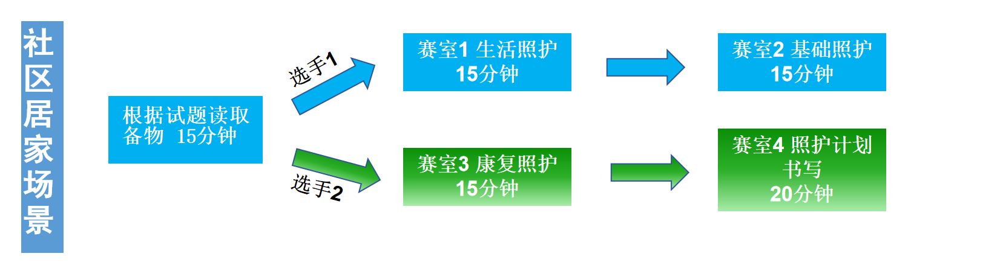 社区居家场景
根据试题读取
备物 15分钟
选手1
赛室1 生活照护
15分钟
赛室2 基础照护
15分钟
选手2
赛室3 康复照护
15分钟
赛室4 照护计划
书写
20分钟